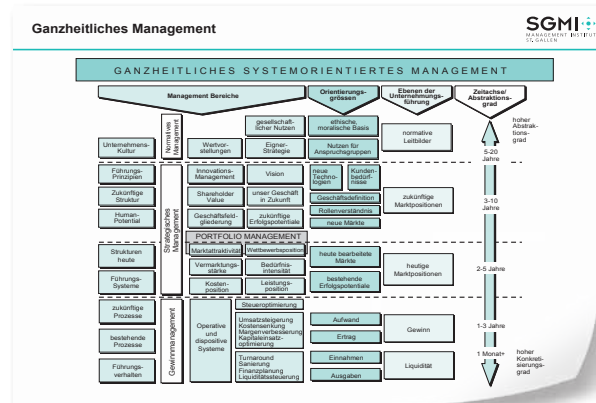 Ganzheitliches Management
SGMI
MANAGEMENT INSTITUT
ST. GALLEN
GANZHEITLICHES SYSTEMORIENTIERTES MANAGEMENT
Management Bereiche
Orientierungs-
grössen
Ebenen der
Unternehmungs-
führung
Zeitachse/
Abstraktions-
grad
Normatives
Management
Unternehmens-
Kultur
Wertvor-
stellungen
gesellschaft-
licher Nutzen
Eigner-
Strategie
ethische,
moralische Basis
Nutzen für
Anspruchsgruppen
normative
Leitbilder
hoher
Abstrak-
tions-
grad
5-20
Jahre
Strategisches
Management
Führungs-
Prinzipien
Zukünftige
Struktur
Human-
Potential
Innovations-
Management
Shareholder
Value
Geschäftsfeld-
gliederung
Vision
unser Geschäft
in Zukunft
zukünftige
Erfolgspotentiale
neue
Techno-
logien
Kunden-
bedürf-
nisse
Geschäftsdefinition
Rollenverständnis
neue Märkte
zukünftige
Marktpositionen
3-10
Jahre
PORTFOLIO MANAGEMENT
Strukturen
heute
Führungs-
Systeme
Marktattraktivität
Wettbewerbsposition
Vermarktungs-
stärke
Bedürfnis-
intensität
Kosten-
position
Leistungs-
position
heute bearbeitete
Märkte
bestehende
Erfolgspotentiale
heutige
Marktpositionen
2-5 Jahre
Gewinnmanagement
zukünftige
Prozesse
bestehende
Prozesse
Führungs-
verhalten
Operative
und
dispositive
Systeme
Steueroptimierung
Umsatzsteigerung
Kostensenkung
Margenverbesserung
Kapitaleinsatz-
optimierung
Turnaround
Sanierung
Finanzplanung
Liquiditätssteuerung
Aufwand
Ertrag
Einnahmen
Ausgaben
Gewinn
Liquidität
1-3 Jahre
1 Monat+
hoher
Konkreti-
sierungs-
grad